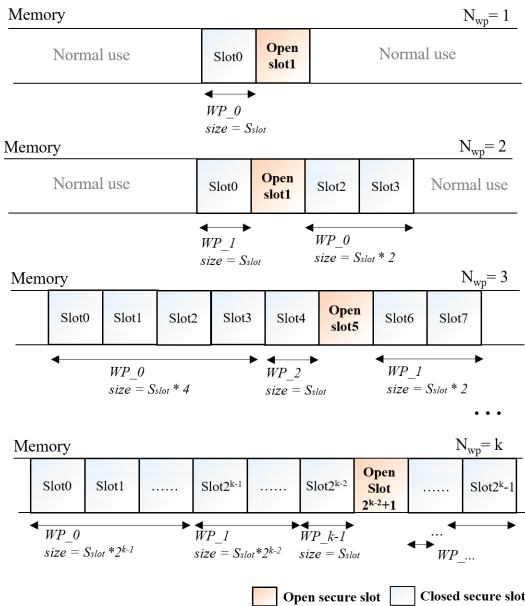 Memory N_wp= 1
Normal use Slot0 Open slot1 Normal use
WP_0
size = S_slot
Memory N_wp= 2
Normal use Slot0 Open slot1 Slot2 Slot3 Normal use
WP_1 WP_0
size = S_slot size = S_slot * 2
Memory N_wp= 3
Slot0 Slot1 Slot2 Slot3 Slot4 Open slot5 Slot6 Slot7
WP_0 WP_2 WP_1
size = S_slot * 4 size = S_slot size = S_slot * 2
• • •
Memory N_wp= k
Slot0 Slot1 …… Slot2^k-1 …… Slot2^k-2 Open Slot 2^k-2+1 …… Slot2^k-1
WP_0 WP_1 WP_k-1 ...
size = S_slot *2^k-1 size = S_slot*2^k-2 size = S_slot WP_...
Open secure slot Closed secure slot